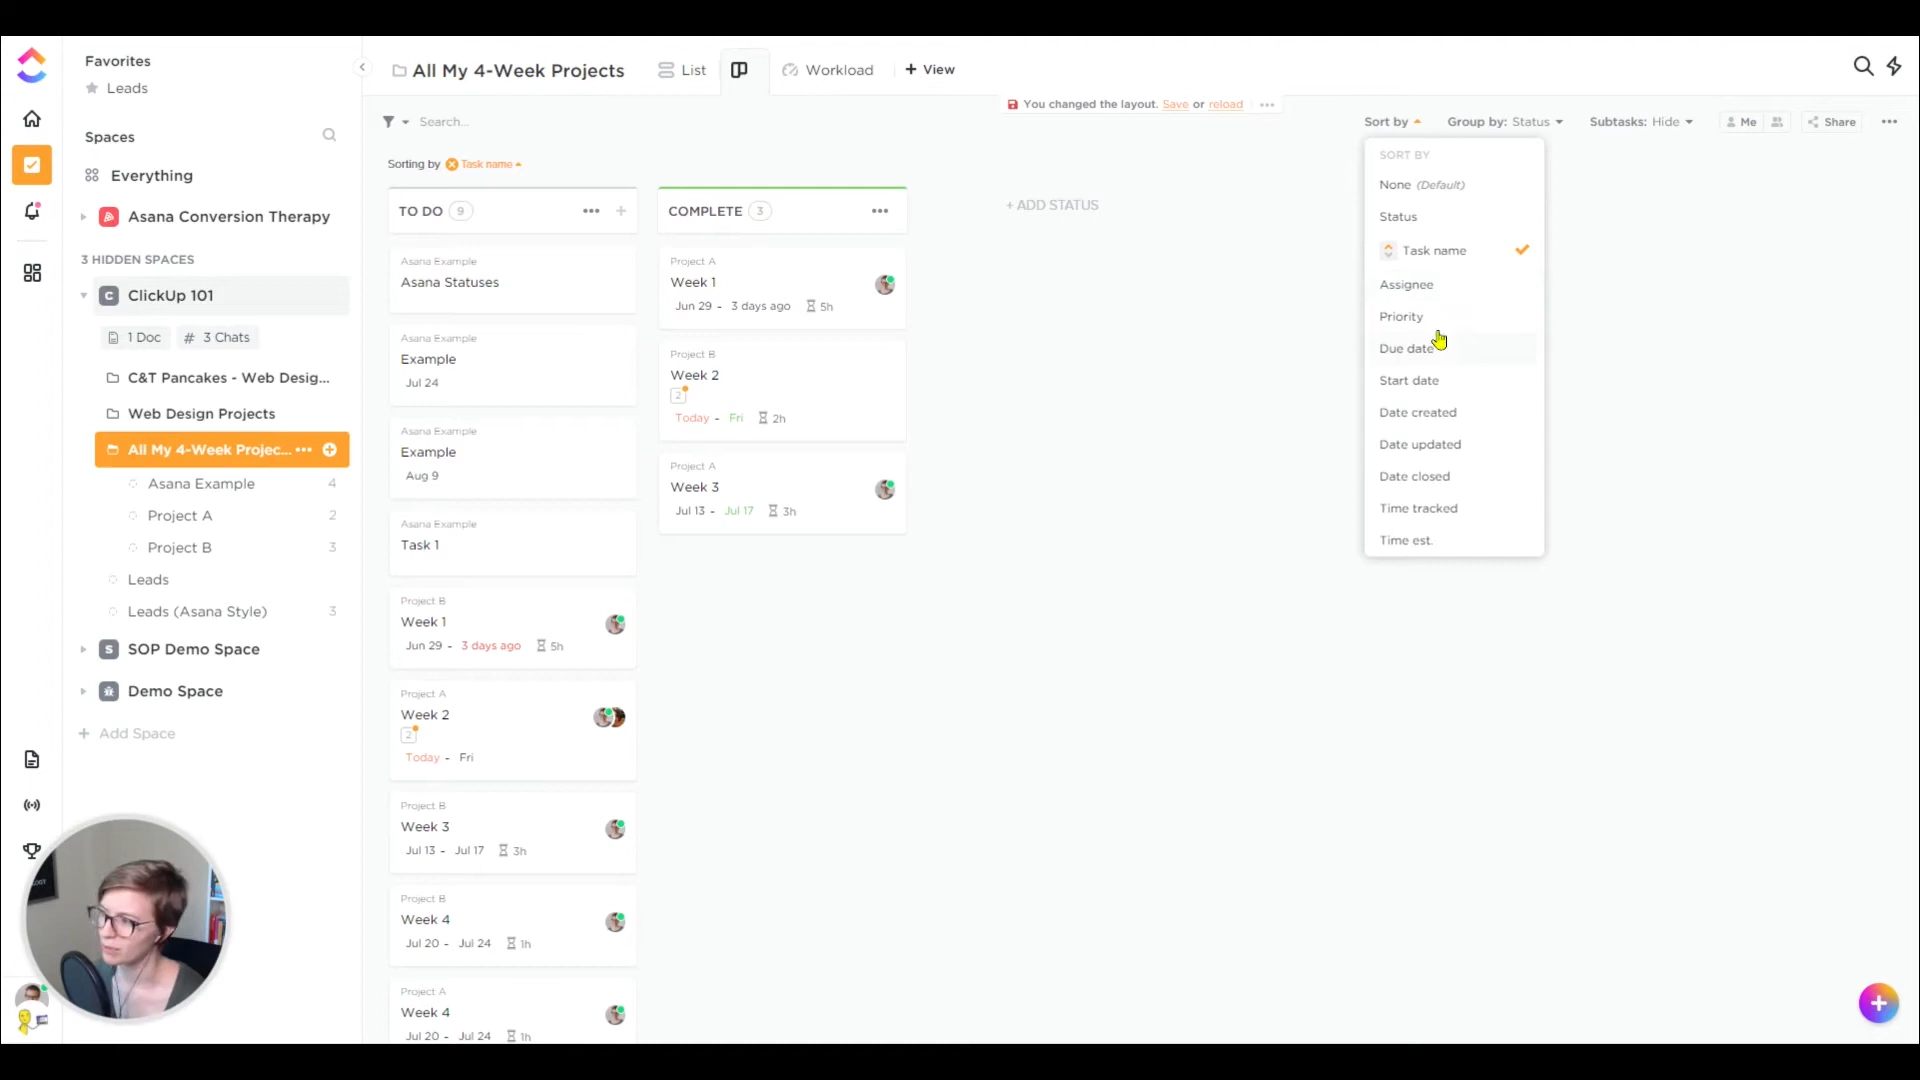 Favorites
Leads
Spaces
Everything
Asana Conversion Therapy
3 HIDDEN SPACES
C ClickUp 101
1 Doc # 3 Chats
C&T Pancakes - Web Desig...
Web Design Projects
All My 4-Week Projec... •••
Asana Example 4
Project A 2
Project B 3
Leads
Leads (Asana Style) 3
S SOP Demo Space
Demo Space
+ Add Space
All My 4-Week Projects
List
Workload
+ View
You changed the layout. Save or reload •••
Search...
Sort by
Group by: Status
Subtasks: Hide
Me
Share
•••
Sorting by Task name
TO DO 9 ••• +
Asana Example
Asana Statuses
Asana Example
Example
Jul 24
Asana Example
Example
Aug 9
Asana Example
Task 1
Project B
Week 1
Jun 29 - 3 days ago 5h
Project A
Week 2
2
Today - Fri
Project B
Week 3
Jul 13 - Jul 17 3h
Project B
Week 4
Jul 20 - Jul 24 1h
Project A
Week 4
Jul 20 - Jul 24 1h
COMPLETE 3 •••
Project A
Week 1
Jun 29 - 3 days ago 5h
Project B
Week 2
2
Today - Fri 2h
Project A
Week 3
Jul 13 - Jul 17 3h
+ ADD STATUS
SORT BY
None (Default)
Status
Task name
Assignee
Priority
Due date
Start date
Date created
Date updated
Date closed
Time tracked
Time est.